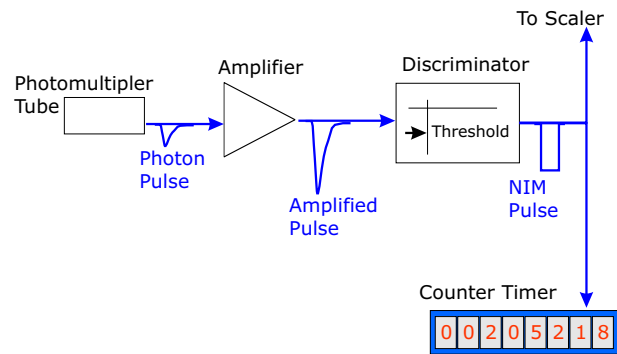 To Scaler
Photomultipler
Tube
Amplifier
Discriminator
Threshold
Photon
Pulse
Amplified
Pulse
NIM
Pulse
Counter Timer
0 0 2 0 5 2 1 8